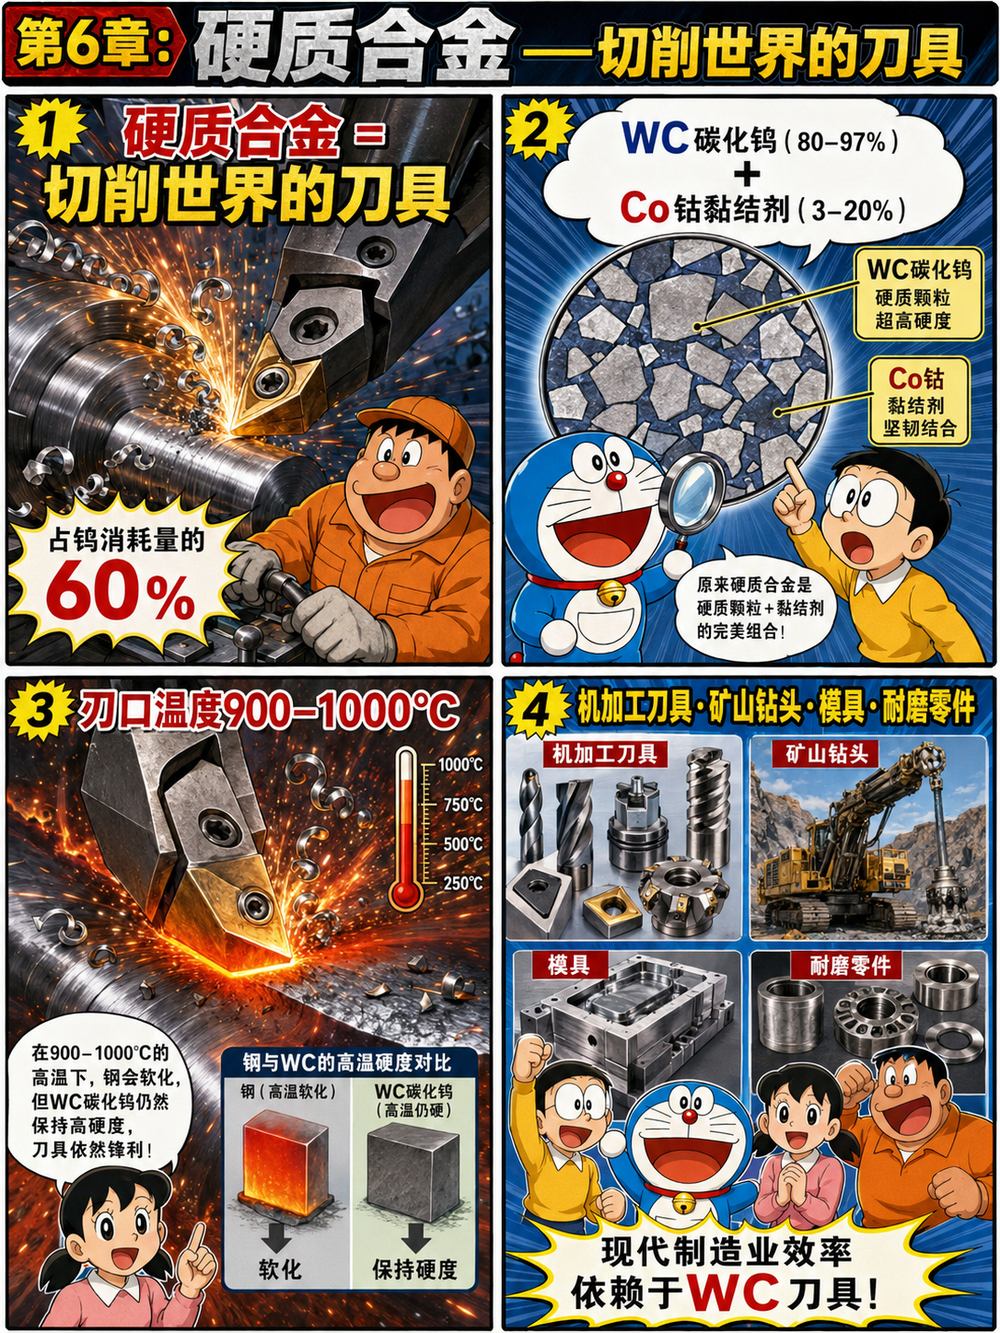 第6章：硬质合金—切削世界的刀具
1
硬质合金 =
切削世界的刀具
占钨消耗量的
60%
2
WC碳化钨（80–97%）
+
Co钴黏结剂（3–20%）
WC碳化钨
硬质颗粒
超高硬度
Co钴
黏结剂
坚韧结合
原来硬质合金是
硬质颗粒+黏结剂
的完美组合！
3 刃口温度900–1000℃
1000℃
750℃
500℃
250℃
在900–1000℃的
高温下，钢会软化，
但WC碳化钨仍然
保持高硬度，
刀具依然锋利！
钢与WC的高温硬度对比
钢（高温软化）
WC碳化钨
（高温仍硬）
软化
保持硬度
4 机加工刀具·矿山钻头·模具·耐磨零件
机加工刀具
矿山钻头
模具
耐磨零件
现代制造业效率
依赖于WC刀具！